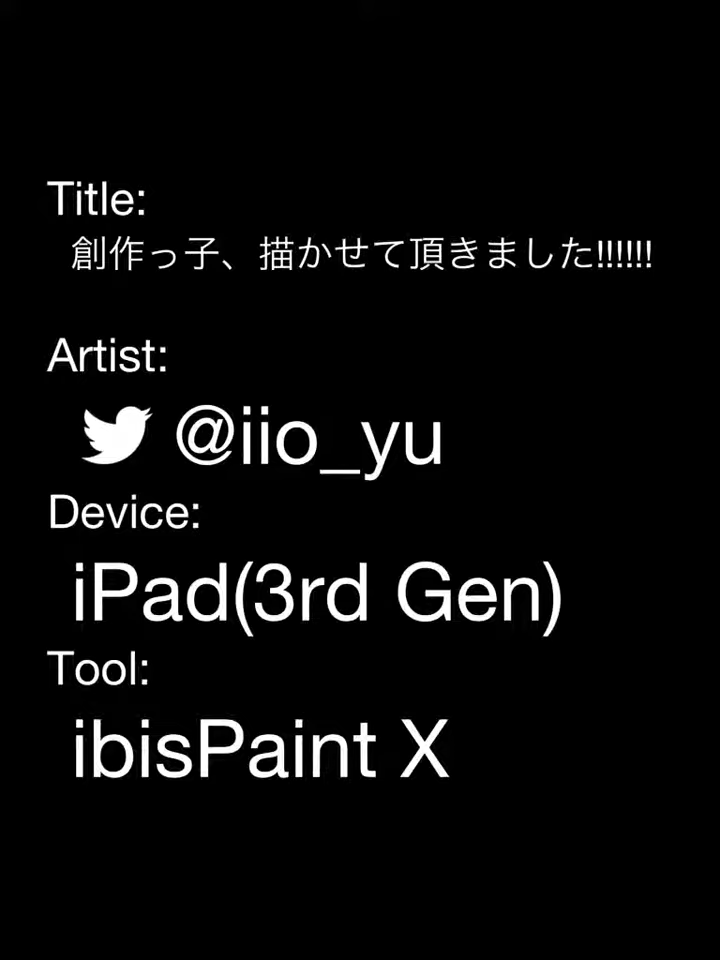 Title:
創作っ子、描かせて頂きました!!!!!!
Artist:
@iio_yu
Device:
iPad(3rd Gen)
Tool:
ibisPaint X